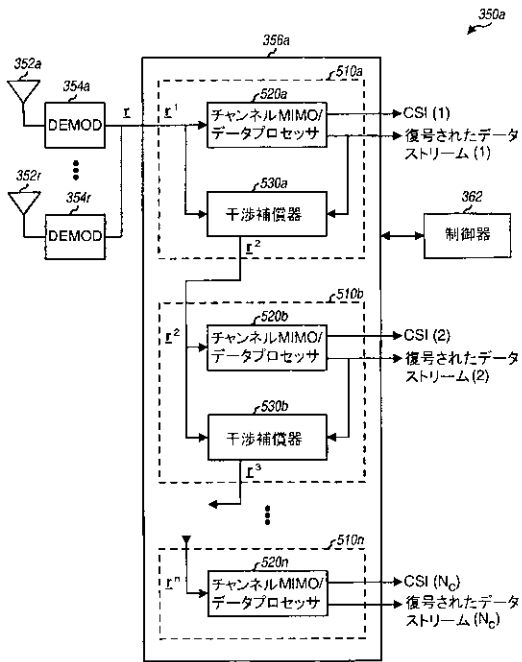 350a
356a
352a
354a
DEMOD
r
352r
354r
DEMOD
510a
r¹
520a
チャンネルMIMO/
データプロセッサ
CSI (1)
復号されたデータ
ストリーム(1)
530a
干渉補償器
r²
362
制御器
510b
r²
520b
チャンネルMIMO/
データプロセッサ
CSI (2)
復号されたデータ
ストリーム(2)
530b
干渉補償器
r³
510n
rⁿ
520n
チャンネルMIMO/
データプロセッサ
CSI (N_C)
復号されたデータ
ストリーム(N_C)